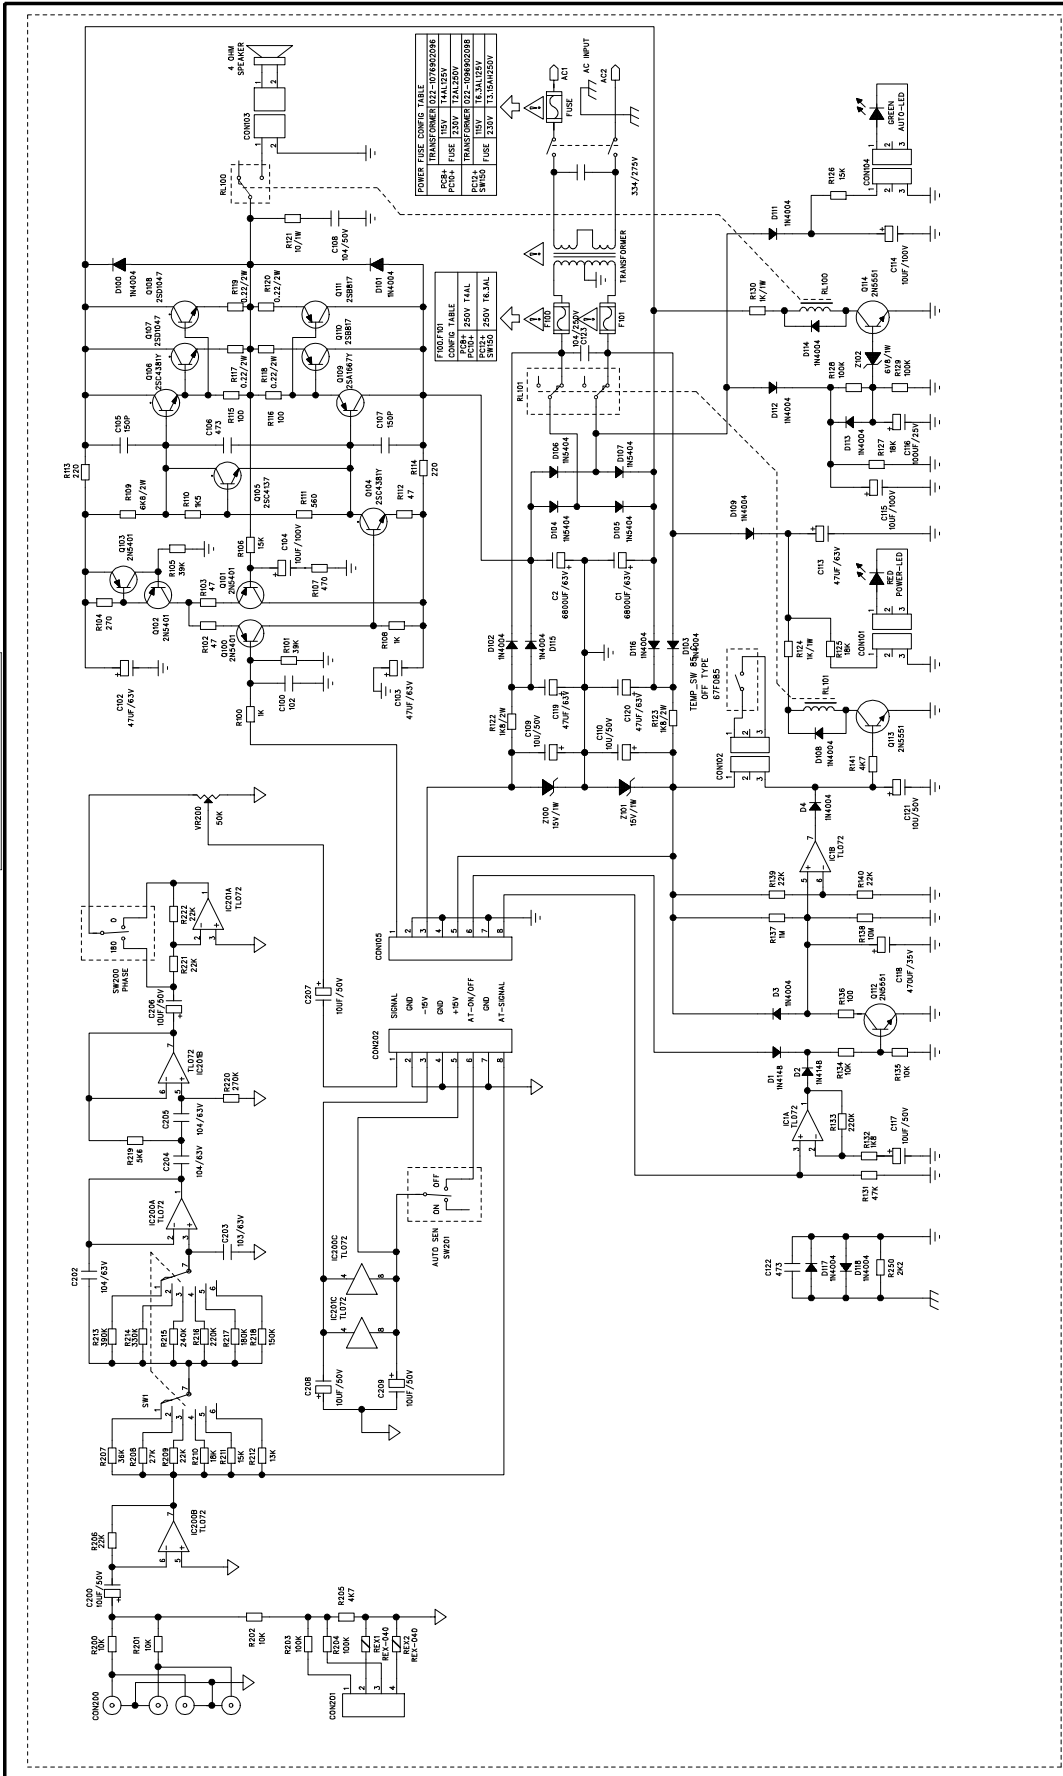 CON200
R200
10K
R201
10K
C200
10UF/50V
R206
22K
IC200B
TL072
R202
10K
R203
100K
R204
100K
R205
4K7
REX1
REX-040
REX2
REX-040
CON201
R207
36K
R208
27K
R209
22K
R210
18K
R211
15K
R212
13K
SW1
R213
390K
R214
330K
R215
240K
R216
220K
R217
180K
R218
150K
C202
104/63V
C203
103/63V
IC200A
TL072
C204
104/63V
R219
5K6
C205
104/63V
R220
270K
TL072
IC201B
C206
10UF/50V
SW200
PHASE
180
0
R221
22K
R222
22K
IC201A
TL072
VR200
50K
C207
10UF/50V
C208
10UF/50V
C209
10UF/50V
IC201C
TL072
IC200C
TL072
AUTO SEN
SW201
ON
OFF
CON202
SIGNAL
GND
-15V
GND
+15V
AT-ON/OFF
GND
AT-SIGNAL
CON105
C102
47UF/63V
C103
47UF/63V
R100
1K
C100
102
R101
39K
R104
270
Q103
2N5401
Q102
2N5401
R105
39K
R102
47
R103
47
Q100
2N5401
Q101
2N5401
R106
15K
C104
10UF/100V
R107
470
R108
1K
R113
220
R109
6K8/2W
R110
1K5
Q105
2SC4137
R111
560
Q104
2SC4381Y
R112
47
R114
220
C105
150P
C106
473
C107
150P
Q106
2SC4381Y
Q107
2SD1047
Q108
2SD1047
Q109
2SA1667Y
Q110
2SB817
Q111
2SB817
R115
100
R116
100
R117
0.22/2W
R118
0.22/2W
R119
0.22/2W
R120
0.22/2W
D100
1N4004
D101
1N4004
R121
10/1W
C108
104/50V
RL100
CON103
4 OHM
SPEAKER
POWER FUSE CONFIG TABLE
PC8+
PC10+
TRANSFORMER 022-1076902096
FUSE
115V T4AL125V
230V T2AL250V
PC12+
SW150
TRANSFORMER 022-1096902098
FUSE
115V T6.3AL125V
230V T3.15AH250V
F100,F101
CONFIG TABLE
PC8+
PC10+
250V T4AL
PC12+
SW150
250V T6.3AL
AC1
AC INPUT
AC2
FUSE
334/275V
TRANSFORMER
F100
F101
104/250V
C123
RL101
D106
1N5404
D107
1N5404
D104
1N5404
D105
1N5404
C2
6800UF/63V
C1
6800UF/63V
D102
1N4004
D115
1N4004
D116
1N4004
D103
1N4004
R122
1K8/2W
R123
1K8/2W
C109
10U/50V
C110
10U/50V
C119
47UF/63V
C120
47UF/63V
Z100
15V/1W
Z101
15V/1W
TEMP_SW 85
OFF TYPE
67F085
CON102
D109
1N4004
C113
47UF/63V
R124
1K/1W
R125
18K
CON101
RED
POWER-LED
RL101
D108
1N4004
Q113
2N5551
R141
4K7
C121
10U/50V
D4
1N4004
IC1B
TL072
R139
22K
R140
22K
R137
1M
R138
10M
C118
470UF/35V
D3
1N4004
R136
100
Q112
2N5551
D1
1N4148
D2
1N4148
R134
10K
R135
10K
IC1A
TL072
R133
220K
R132
1K8
C117
10UF/50V
R131
47K
C122
473
D117
1N4004
D118
1N4004
R250
2K2
R130
1K/1W
RL100
D114
1N4004
Q114
2N5551
Z102
6V8/1W
R128
100K
R129
100K
D112
1N4004
D113
1N4004
C116
100UF/25V
R127
18K
C115
10UF/100V
D111
1N4004
C114
10UF/100V
R126
15K
CON104
GREEN
AUTO-LED